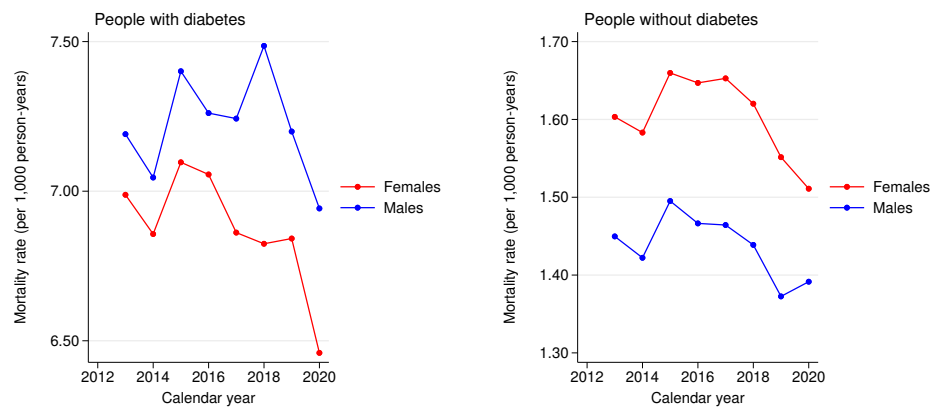 People with diabetes
Mortality rate (per 1,000 person-years)
7.50
7.00
6.50
2012 2014 2016 2018 2020
Calendar year
Females
Males
People without diabetes
Mortality rate (per 1,000 person-years)
1.70
1.60
1.50
1.40
1.30
2012 2014 2016 2018 2020
Calendar year
Females
Males